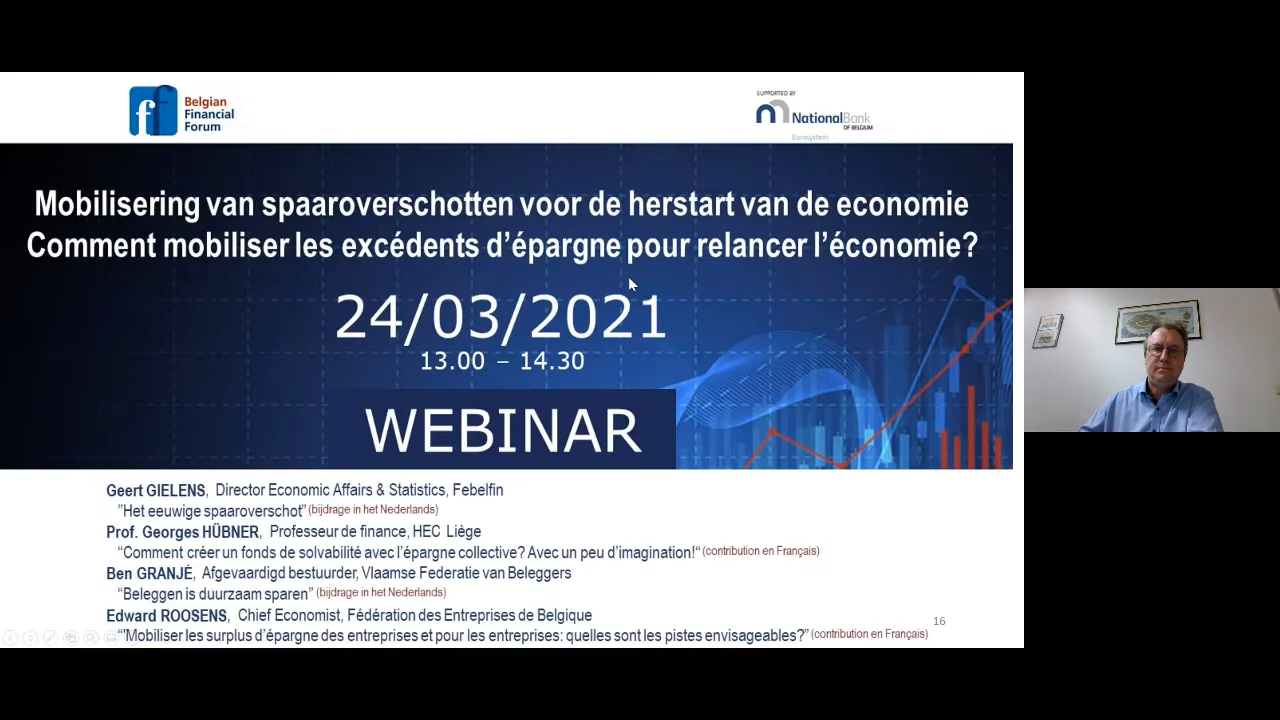 Belgian
Financial
Forum
SUPPORTED BY
NationalBank
OF BELGIUM
Eurosystem
Mobilisering van spaaroverschotten voor de herstart van de economie
Comment mobiliser les excédents d’épargne pour relancer l’économie?
24/03/2021
13.00 – 14.30
WEBINAR
Geert GIELENS, Director Economic Affairs & Statistics, Febelfin
”Het eeuwige spaaroverschot” (bijdrage in het Nederlands)
Prof. Georges HÜBNER, Professeur de finance, HEC Liège
“Comment créer un fonds de solvabilité avec l’épargne collective? Avec un peu d’imagination!“ (contribution en Français)
Ben GRANJÉ, Afgevaardigd bestuurder, Vlaamse Federatie van Beleggers
“Beleggen is duurzaam sparen” (bijdrage in het Nederlands)
Edward ROOSENS, Chief Economist, Fédération des Entreprises de Belgique
“’Mobiliser les surplus d’épargne des entreprises et pour les entreprises: quelles sont les pistes envisageables?” (contribution en Français)
16